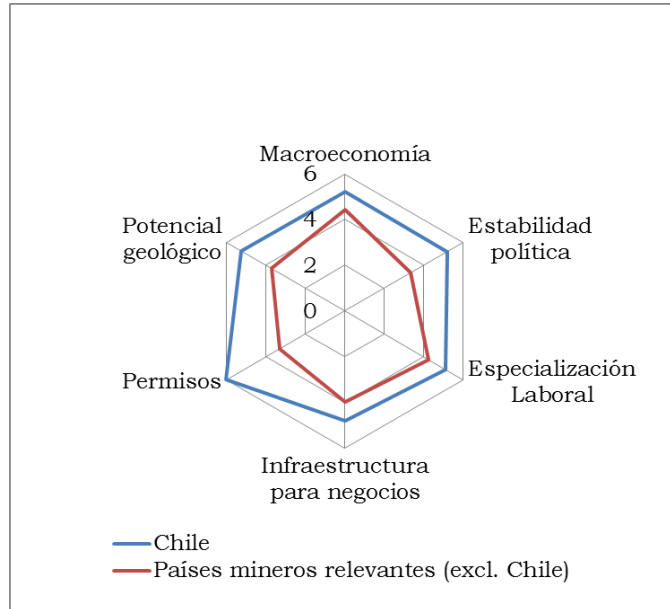 Macroeconomía
6
4
2
0
Estabilidad
política
Especialización
Laboral
Infraestructura
para negocios
Permisos
Potencial
geológico
Chile
Países mineros relevantes (excl. Chile)